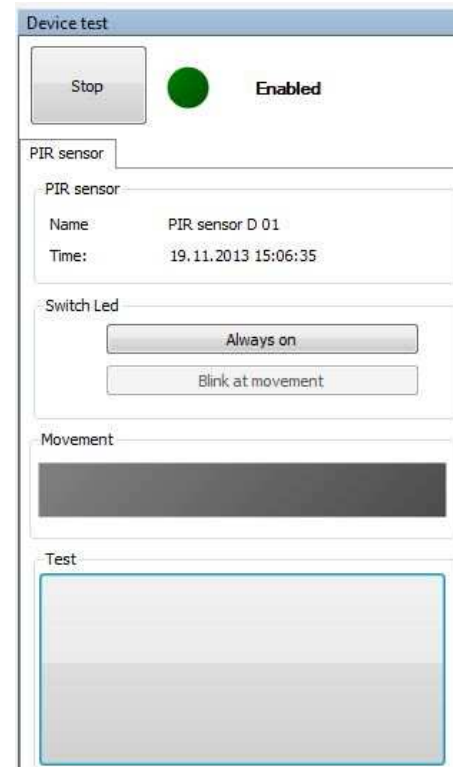 Device test
Stop
Enabled
PIR sensor
PIR sensor
Name PIR sensor D 01
Time: 19.11.2013 15:06:35
Switch Led
Always on
Blink at movement
Movement
Test